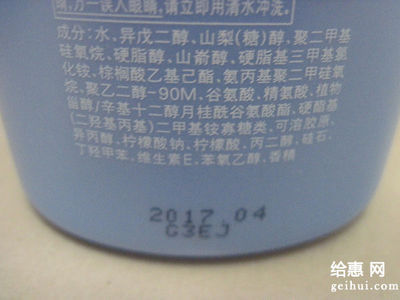 睛,万一误入眼睛,请立即用清水冲洗。
成分:水、异戊二醇、山梨(糖)醇、聚二甲基
硅氧烷、硬脂醇、山嵛醇、硬脂基三甲基氯
化铵、棕榈酸乙基己酯、氨丙基聚二甲硅氧
烷、聚乙二醇-90M、谷氨酸、精氨酸、植物
甾醇/辛基十二醇月桂酰谷氨酸酯、硬酯基
(二羟基丙基)二甲基铵寡糖类、可溶胶原、
异丙醇、柠檬酸钠、柠檬酸、丙二醇、硅石、
丁羟甲苯、维生素E、苯氧乙醇、香精
2017.04
G3EJ
给惠 网
geihui.com